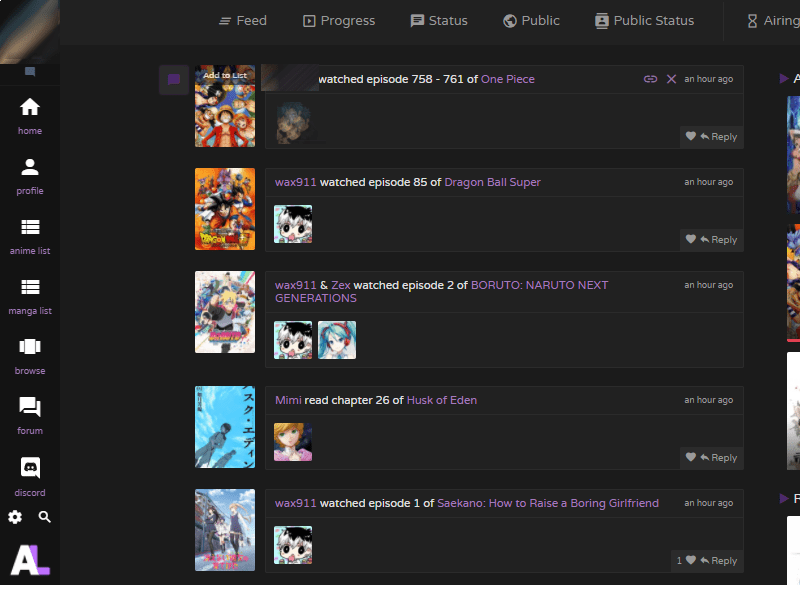 Feed
Progress
Status
Public
Public Status
Airing
home
profile
anime list
manga list
browse
forum
discord
AL
Add to List
watched episode 758 - 761 of One Piece
an hour ago
Reply
wax911 watched episode 85 of Dragon Ball Super
an hour ago
Reply
wax911 & Zex watched episode 2 of BORUTO: NARUTO NEXT
GENERATIONS
an hour ago
Mimi read chapter 26 of Husk of Eden
an hour ago
Reply
wax911 watched episode 1 of Saekano: How to Raise a Boring Girlfriend
an hour ago
1
Reply